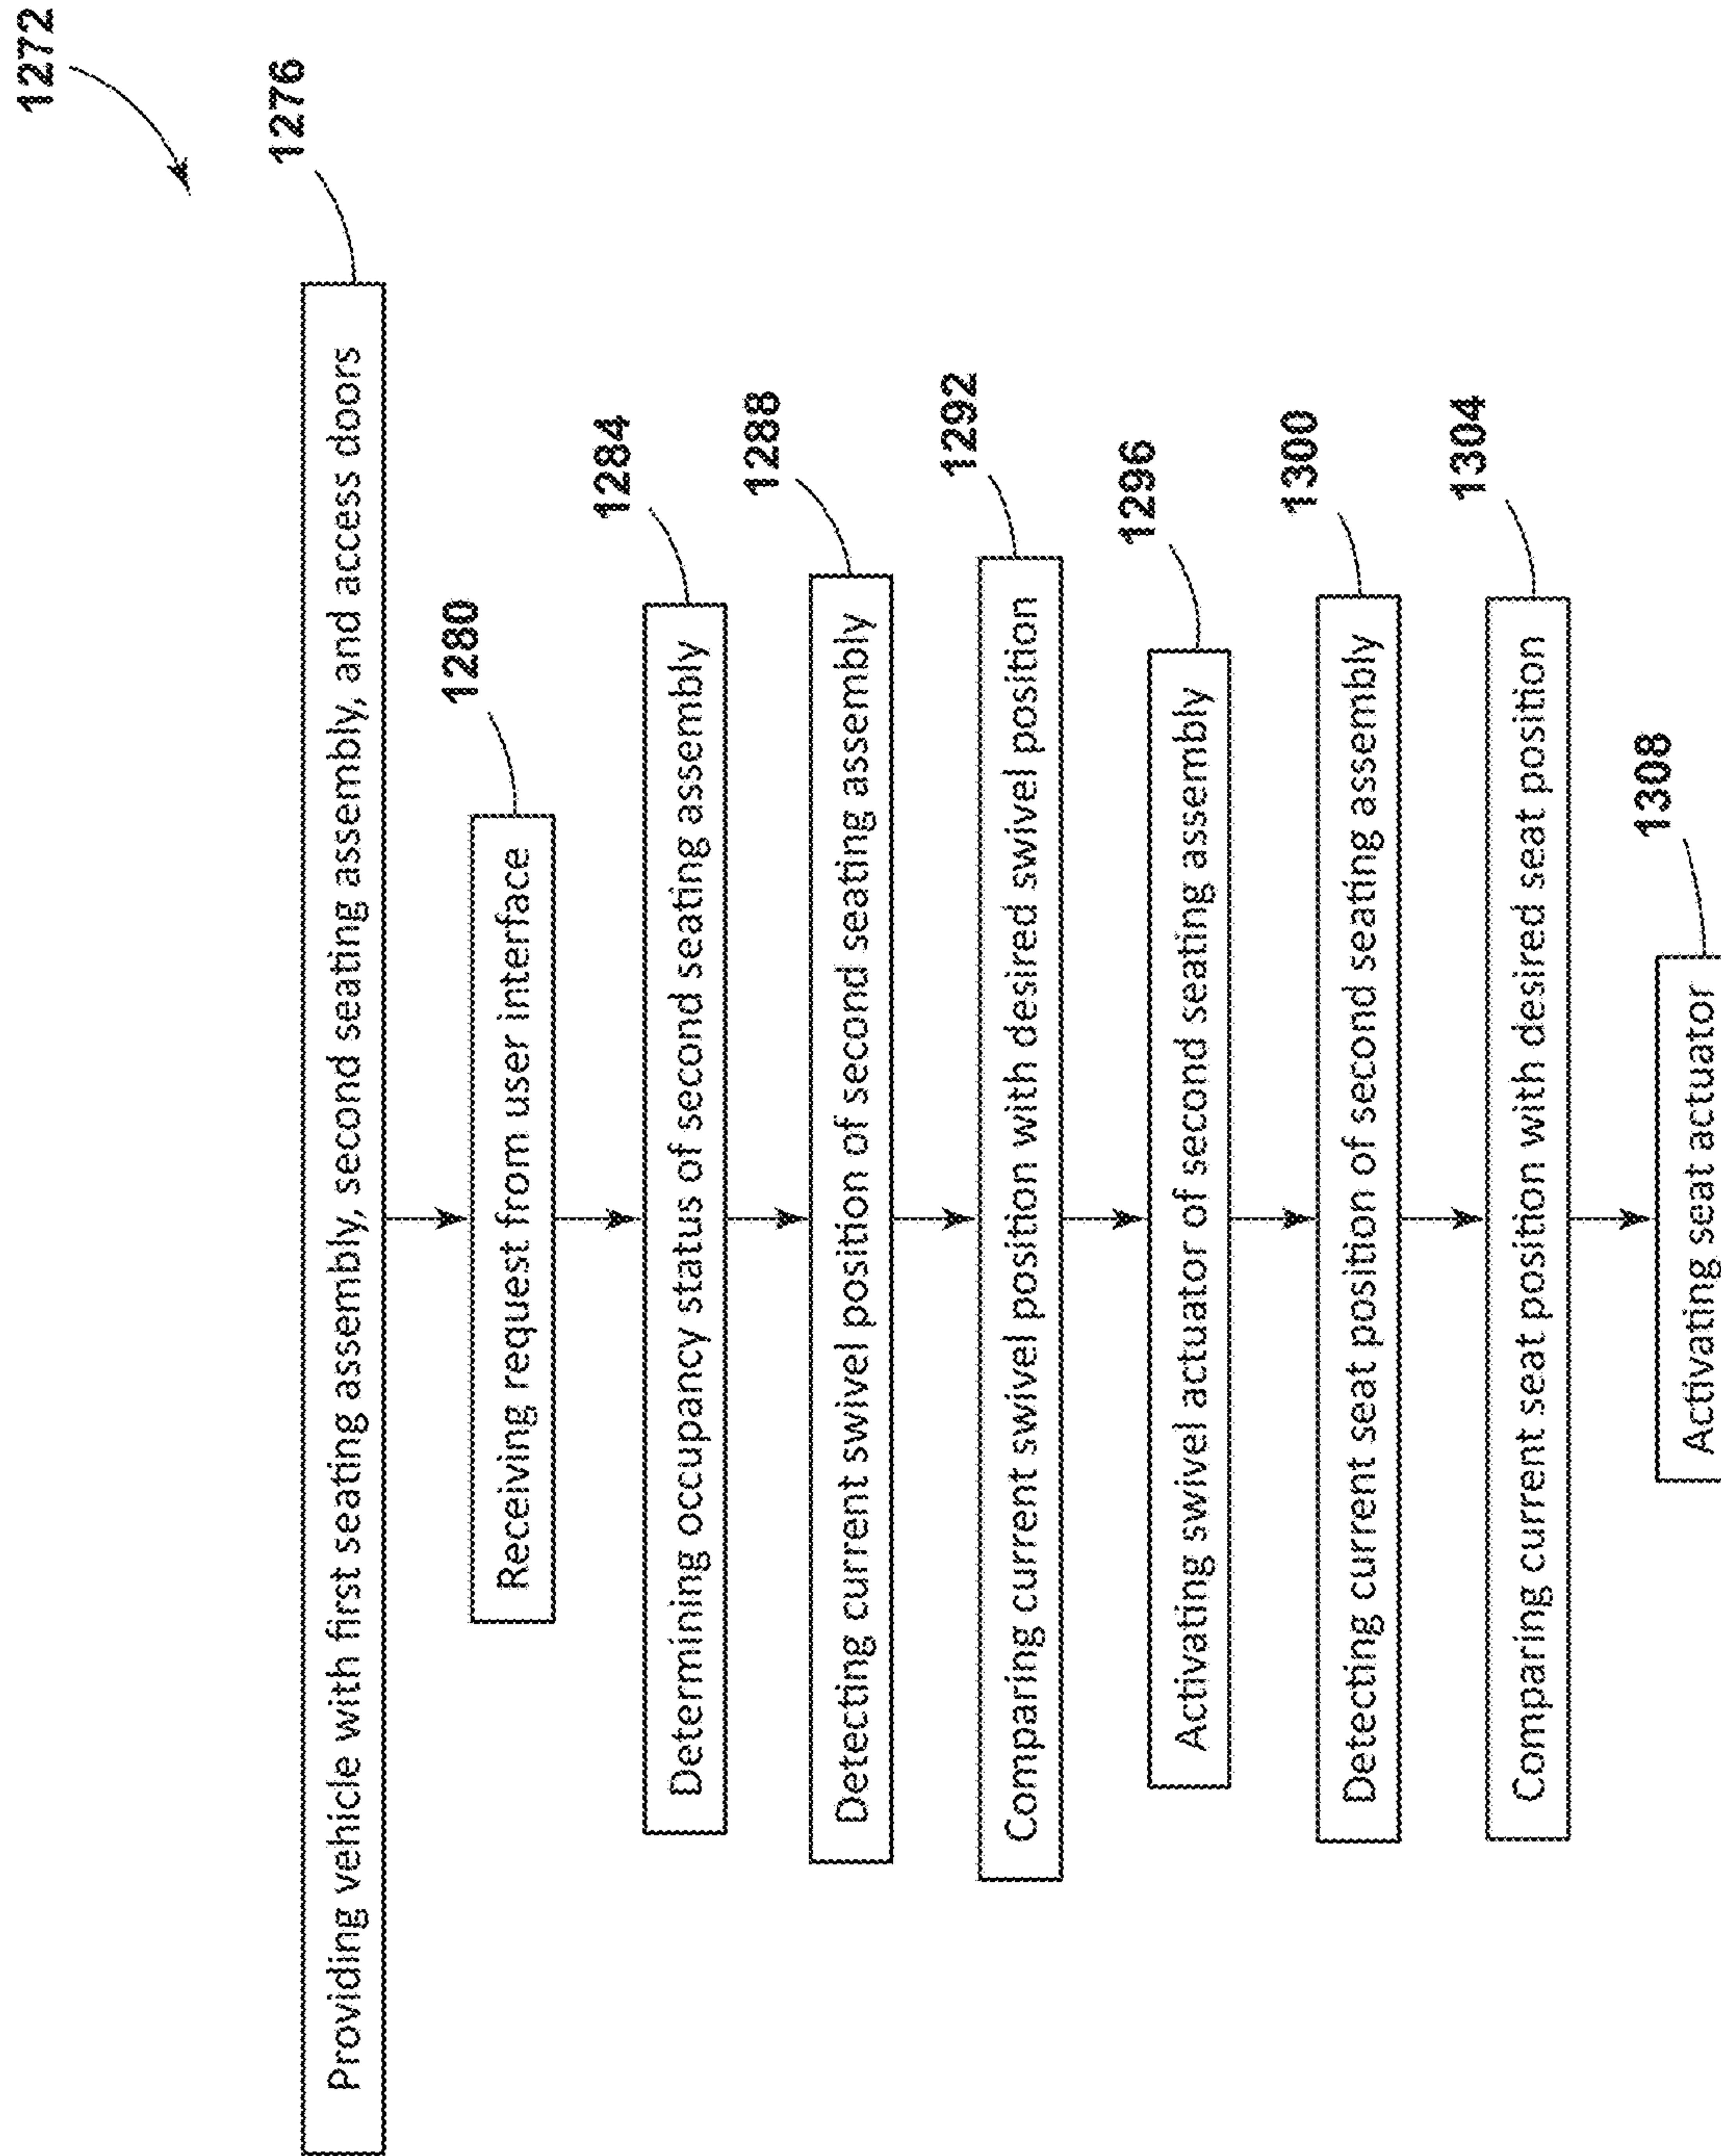 1272
Providing vehicle with first seating assembly, second seating assembly, and access doors
1276
Receiving request from user interface
1280
Determining occupancy status of second seating assembly
1284
Detecting current swivel position of second seating assembly
1288
Comparing current swivel position with desired swivel position
1292
Activating swivel actuator of second seating assembly
1296
Detecting current seat position of second seating assembly
1300
Comparing current seat position with desired seat position
1304
Activating seat actuator
1308